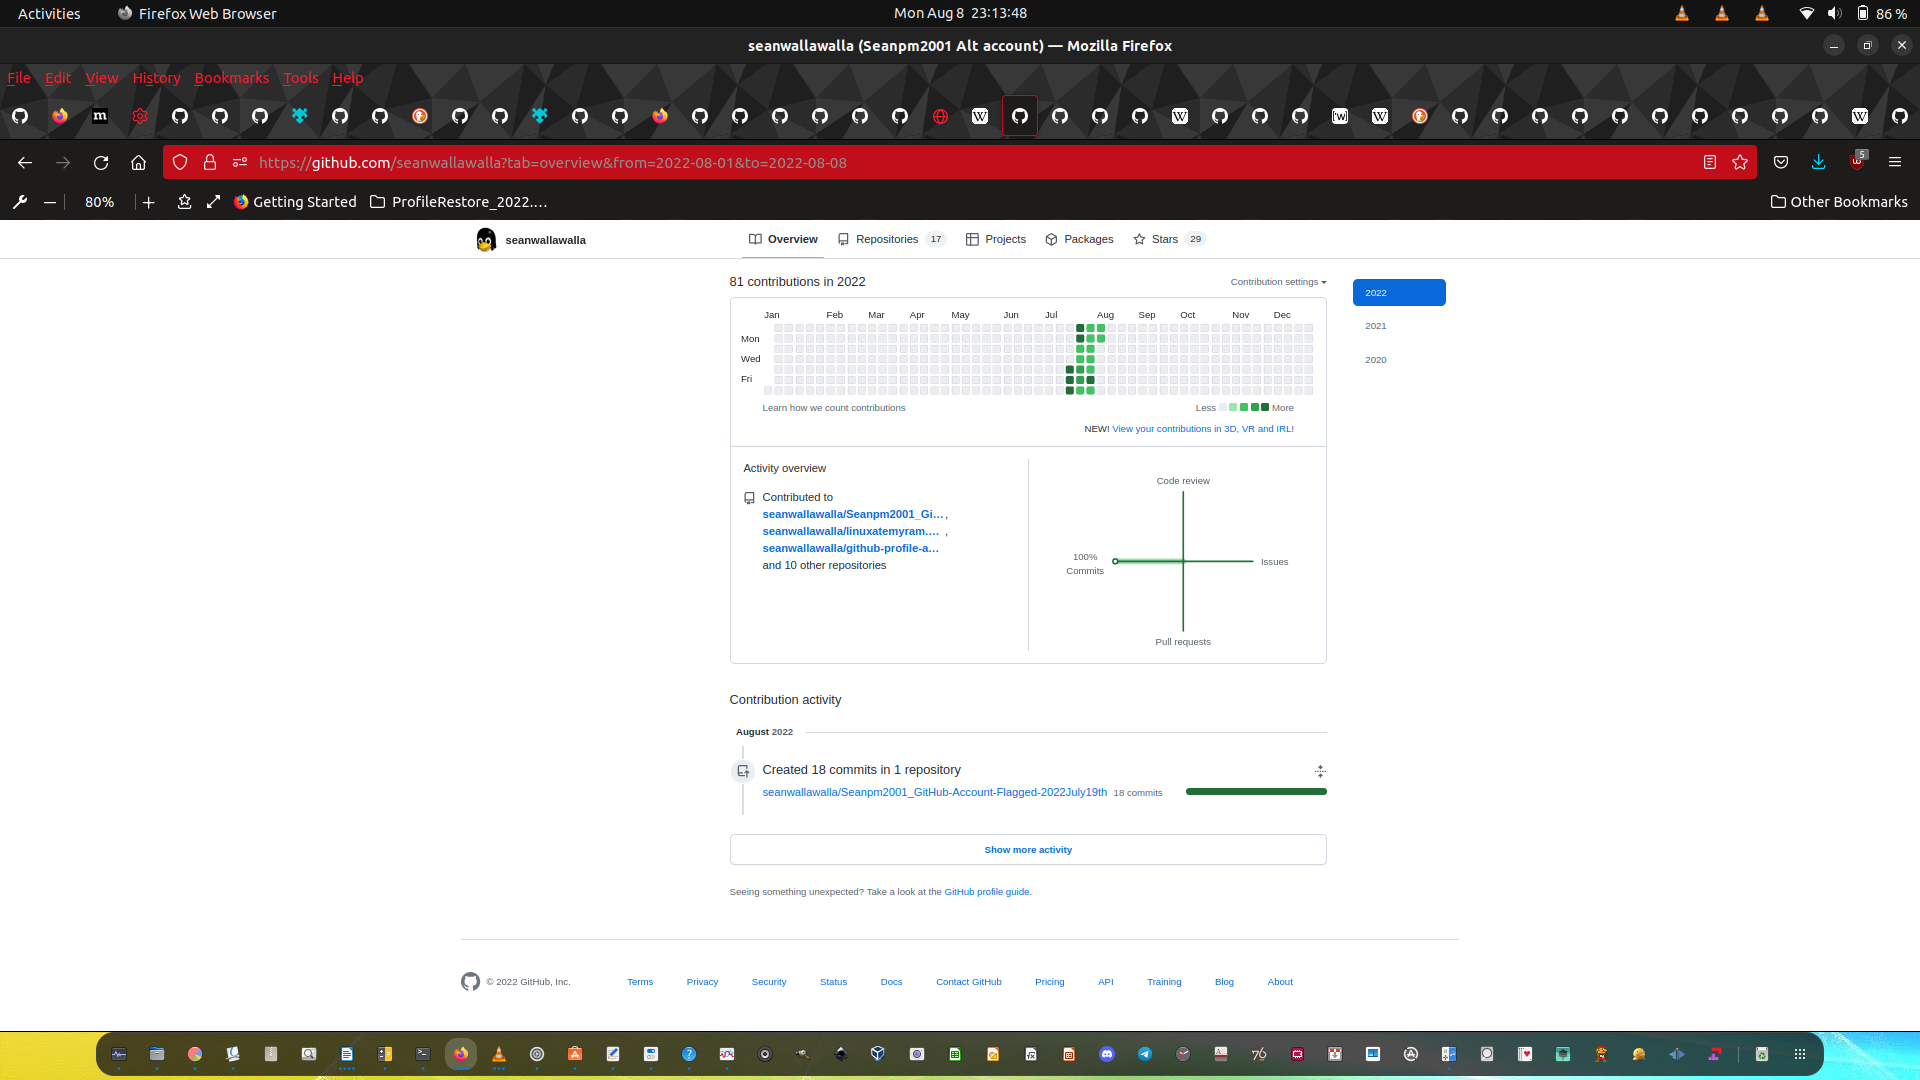 Activities
Firefox Web Browser
Mon Aug 8 23:13:48
86 %
seanwallawalla (Seanpm2001 Alt account) — Mozilla Firefox
File Edit View History Bookmarks Tools Help
https://github.com/seanwallawalla?tab=overview&from=2022-08-01&to=2022-08-08
5
80%
Getting Started
ProfileRestore_2022....
Other Bookmarks
seanwallawalla
Overview
Repositories 17
Projects
Packages
Stars 29
81 contributions in 2022
Contribution settings
2022
2021
2020
Jan Feb Mar Apr May Jun Jul Aug Sep Oct Nov Dec
Mon
Wed
Fri
Learn how we count contributions
Less
More
NEW! View your contributions in 3D, VR and IRL!
Activity overview
Contributed to
seanwallawalla/Seanpm2001_Gi... ,
seanwallawalla/linuxatemyram.... ,
seanwallawalla/github-profile-a...
and 10 other repositories
Code review
100%
Commits
Issues
Pull requests
Contribution activity
August 2022
Created 18 commits in 1 repository
seanwallawalla/Seanpm2001_GitHub-Account-Flagged-2022July19th 18 commits
Show more activity
Seeing something unexpected? Take a look at the GitHub profile guide.
© 2022 GitHub, Inc.
Terms
Privacy
Security
Status
Docs
Contact GitHub
Pricing
API
Training
Blog
About